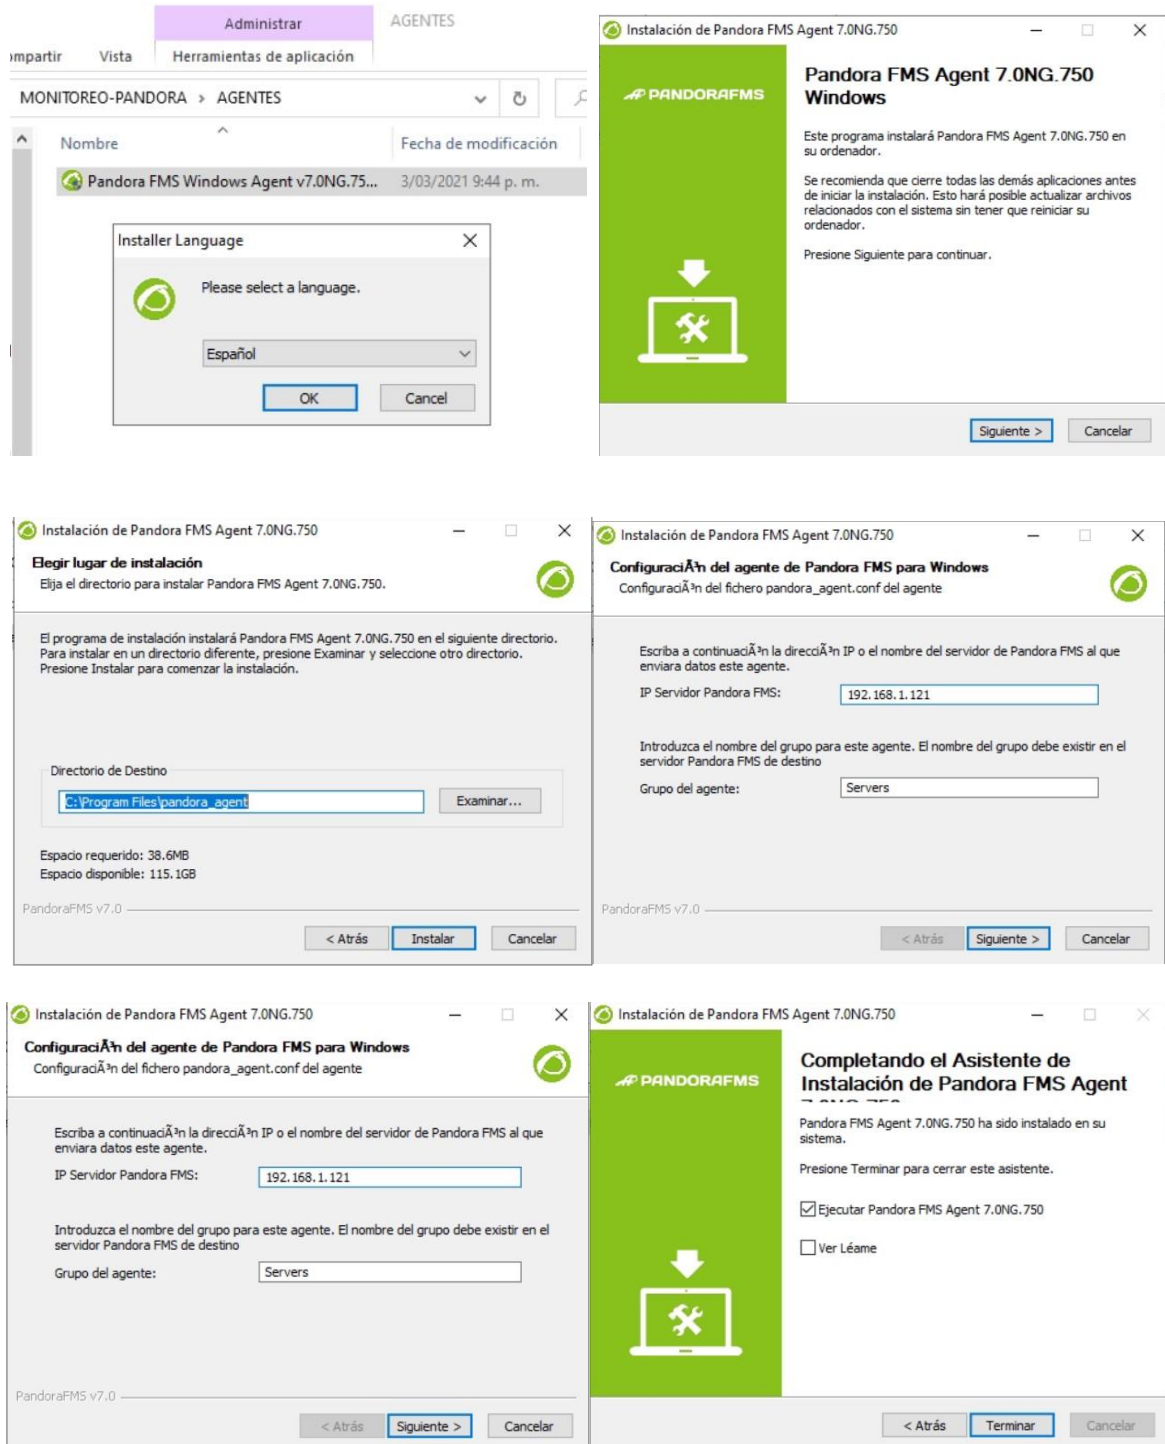 Administrar
AGENTES
Vista
Herramientas de aplicación
MONITOREO-PANDORA > AGENTES
Nombre
Fecha de modificación
Pandora FMS Windows Agent v7.0NG.75...
3/03/2021 9:44 p. m.
Installer Language
Please select a language.
Español
OK
Cancel
Instalación de Pandora FMS Agent 7.0NG.750
PANDORAFMS
Pandora FMS Agent 7.0NG.750
Windows
Este programa instalará Pandora FMS Agent 7.0NG.750 en
su ordenador.
Se recomienda que cierre todas las demás aplicaciones antes
de iniciar la instalación. Esto hará posible actualizar archivos
relacionados con el sistema sin tener que reiniciar su
ordenador.
Presione Siguiente para continuar.
Siguiente >
Cancelar
Instalación de Pandora FMS Agent 7.0NG.750
Elegir lugar de instalación
Elija el directorio para instalar Pandora FMS Agent 7.0NG.750.
El programa de instalación instalará Pandora FMS Agent 7.0NG.750 en el siguiente directorio.
Para instalar en un directorio diferente, presione Examinar y seleccione otro directorio.
Presione Instalar para comenzar la instalación.
Directorio de Destino
C:\Program Files\pandora_agent
Examinar...
Espacio requerido: 38.6MB
Espacio disponible: 115.1GB
PandoraFMS v7.0
< Atrás
Instalar
Cancelar
Instalación de Pandora FMS Agent 7.0NG.750
ConfiguraciÃ³n del agente de Pandora FMS para Windows
ConfiguraciÃ³n del fichero pandora_agent.conf del agente
Escriba a continuaciÃ³n la direcciÃ³n IP o el nombre del servidor de Pandora FMS al que
enviara datos este agente.
IP Servidor Pandora FMS:
192.168.1.121
Introduzca el nombre del grupo para este agente. El nombre del grupo debe existir en el
servidor Pandora FMS de destino
Grupo del agente:
Servers
PandoraFMS v7.0
< Atrás
Siguiente >
Cancelar
Instalación de Pandora FMS Agent 7.0NG.750
ConfiguraciÃ³n del agente de Pandora FMS para Windows
ConfiguraciÃ³n del fichero pandora_agent.conf del agente
Escriba a continuaciÃ³n la direcciÃ³n IP o el nombre del servidor de Pandora FMS al que
enviara datos este agente.
IP Servidor Pandora FMS:
192.168.1.121
Introduzca el nombre del grupo para este agente. El nombre del grupo debe existir en el
servidor Pandora FMS de destino
Grupo del agente:
Servers
PandoraFMS v7.0
< Atrás
Siguiente >
Cancelar
Instalación de Pandora FMS Agent 7.0NG.750
PANDORAFMS
Completando el Asistente de
Instalación de Pandora FMS Agent
Pandora FMS Agent 7.0NG.750 ha sido instalado en su
sistema.
Presione Terminar para cerrar este asistente.
Ejecutar Pandora FMS Agent 7.0NG.750
Ver Léame
< Atrás
Terminar
Cancelar